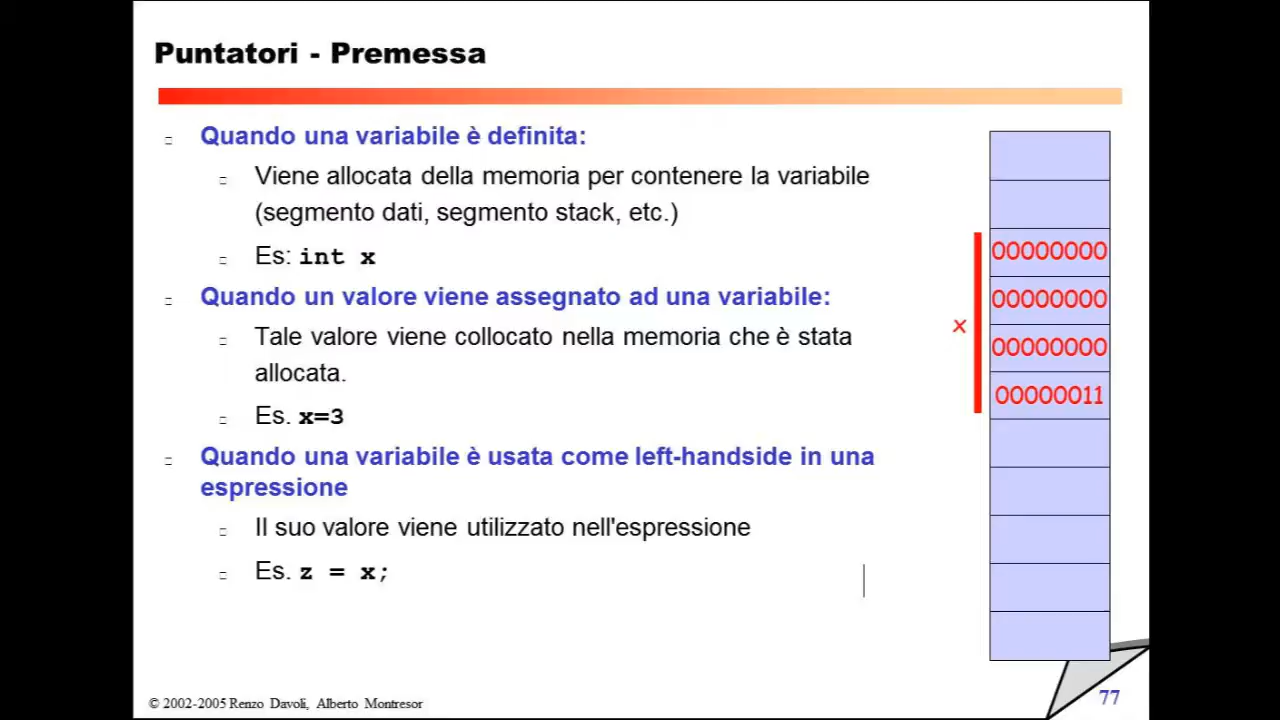 Puntatori - Premessa
Quando una variabile è definita:
Viene allocata della memoria per contenere la variabile
(segmento dati, segmento stack, etc.)
Es: int x
Quando un valore viene assegnato ad una variabile:
Tale valore viene collocato nella memoria che è stata
allocata.
Es. x=3
Quando una variabile è usata come left-handside in una
espressione
Il suo valore viene utilizzato nell'espressione
Es. z = x;
00000000
00000000
x
00000000
00000011
© 2002-2005 Renzo Davoli, Alberto Montresor
77